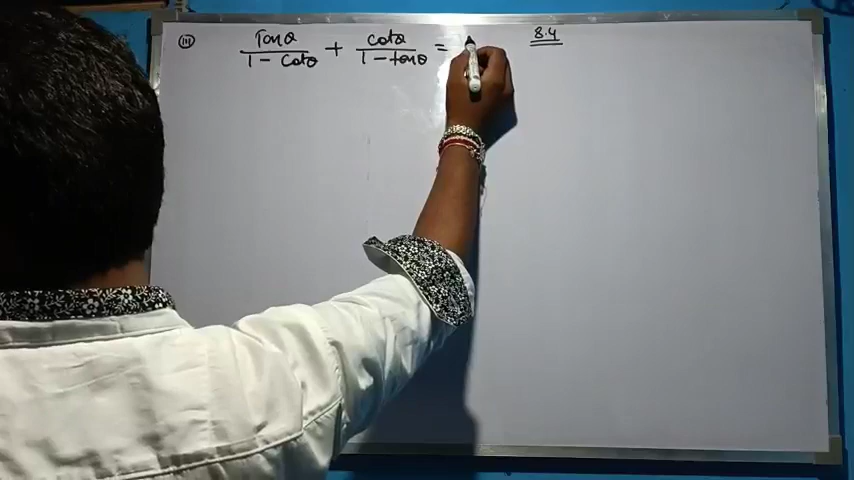 (iii) Tanθ / 1 - Cotθ + cotθ / 1 - tanθ =
8.4